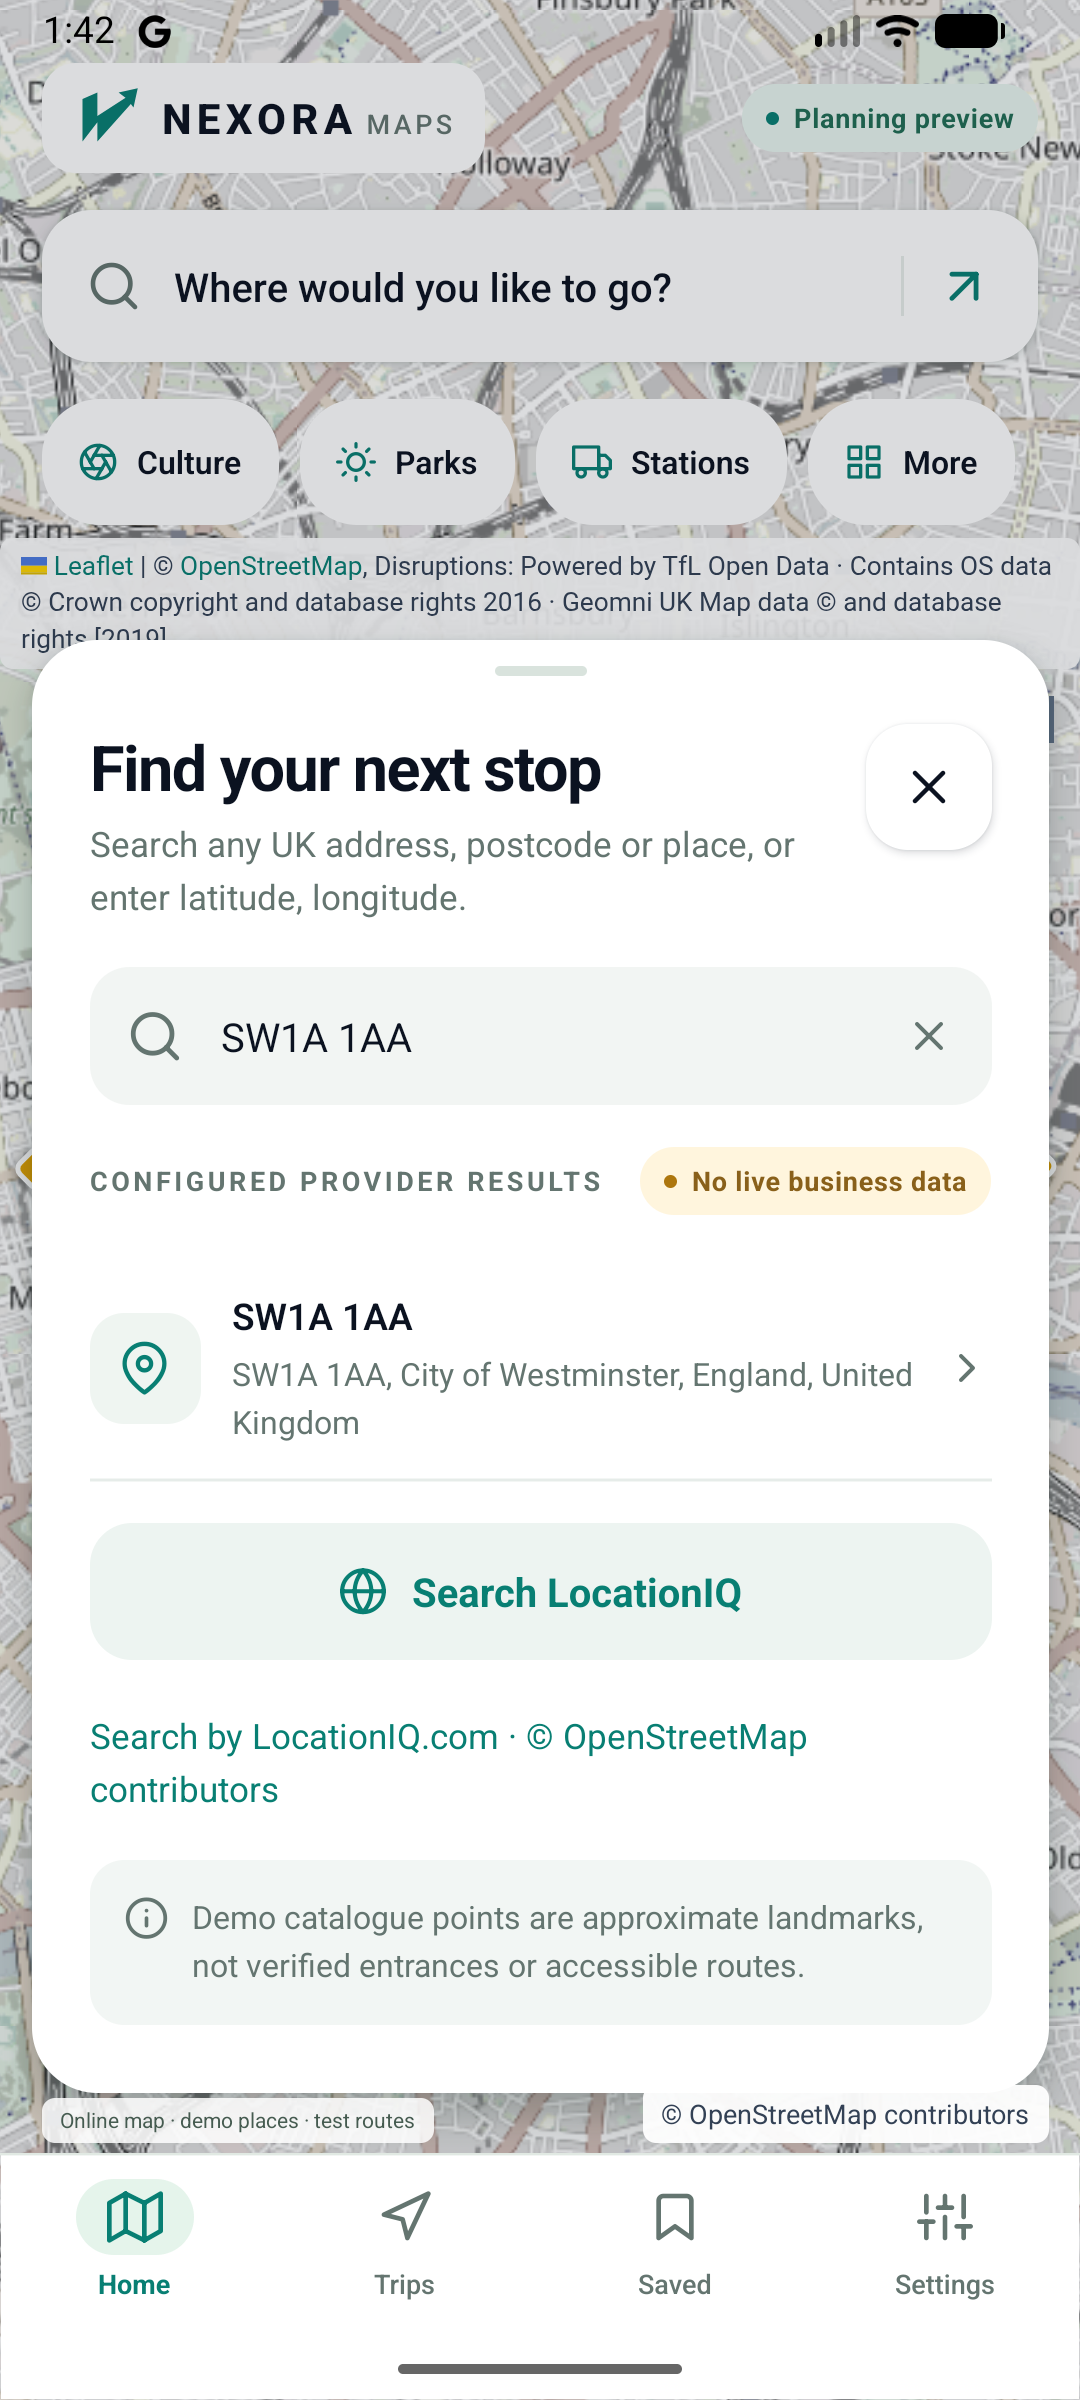 1:42
NEXORA MAPS
Planning preview
Where would you like to go?
Culture
Parks
Stations
More
Farm
Leaflet | © OpenStreetMap, Disruptions: Powered by TfL Open Data · Contains OS data
© Crown copyright and database rights 2016 · Geomni UK Map data © and database
rights [2019]
Barnsbury
Islington
Find your next stop
Search any UK address, postcode or place, or
enter latitude, longitude.
SW1A 1AA
CONFIGURED PROVIDER RESULTS
No live business data
SW1A 1AA
SW1A 1AA, City of Westminster, England, United
Kingdom
Search LocationIQ
Search by LocationIQ.com · © OpenStreetMap
contributors
Demo catalogue points are approximate landmarks,
not verified entrances or accessible routes.
Online map · demo places · test routes
© OpenStreetMap contributors
Home
Trips
Saved
Settings